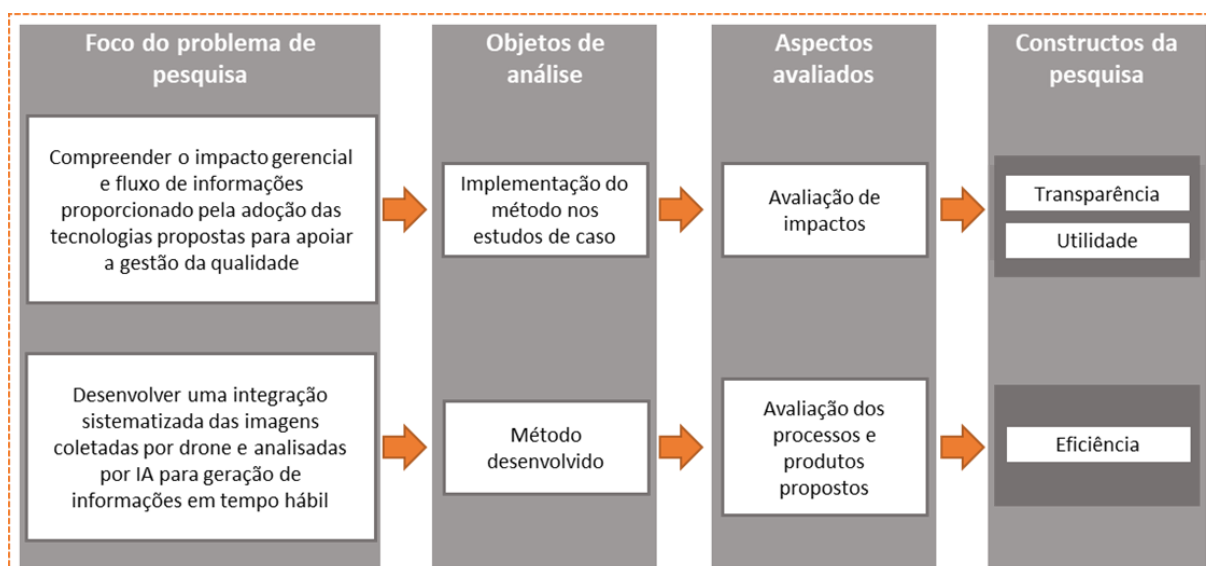 Foco do problema de
pesquisa
Objetos de
análise
Aspectos
avaliados
Constructos da
pesquisa
Compreender o impacto gerencial
e fluxo de informações
proporcionado pela adoção das
tecnologias propostas para apoiar
a gestão da qualidade
Implementação do
método nos
estudos de caso
Avaliação de
impactos
Transparência
Utilidade
Desenvolver uma integração
sistematizada das imagens
coletadas por drone e analisadas
por IA para geração de
informações em tempo hábil
Método
desenvolvido
Avaliação dos
processos e
produtos
propostos
Eficiência